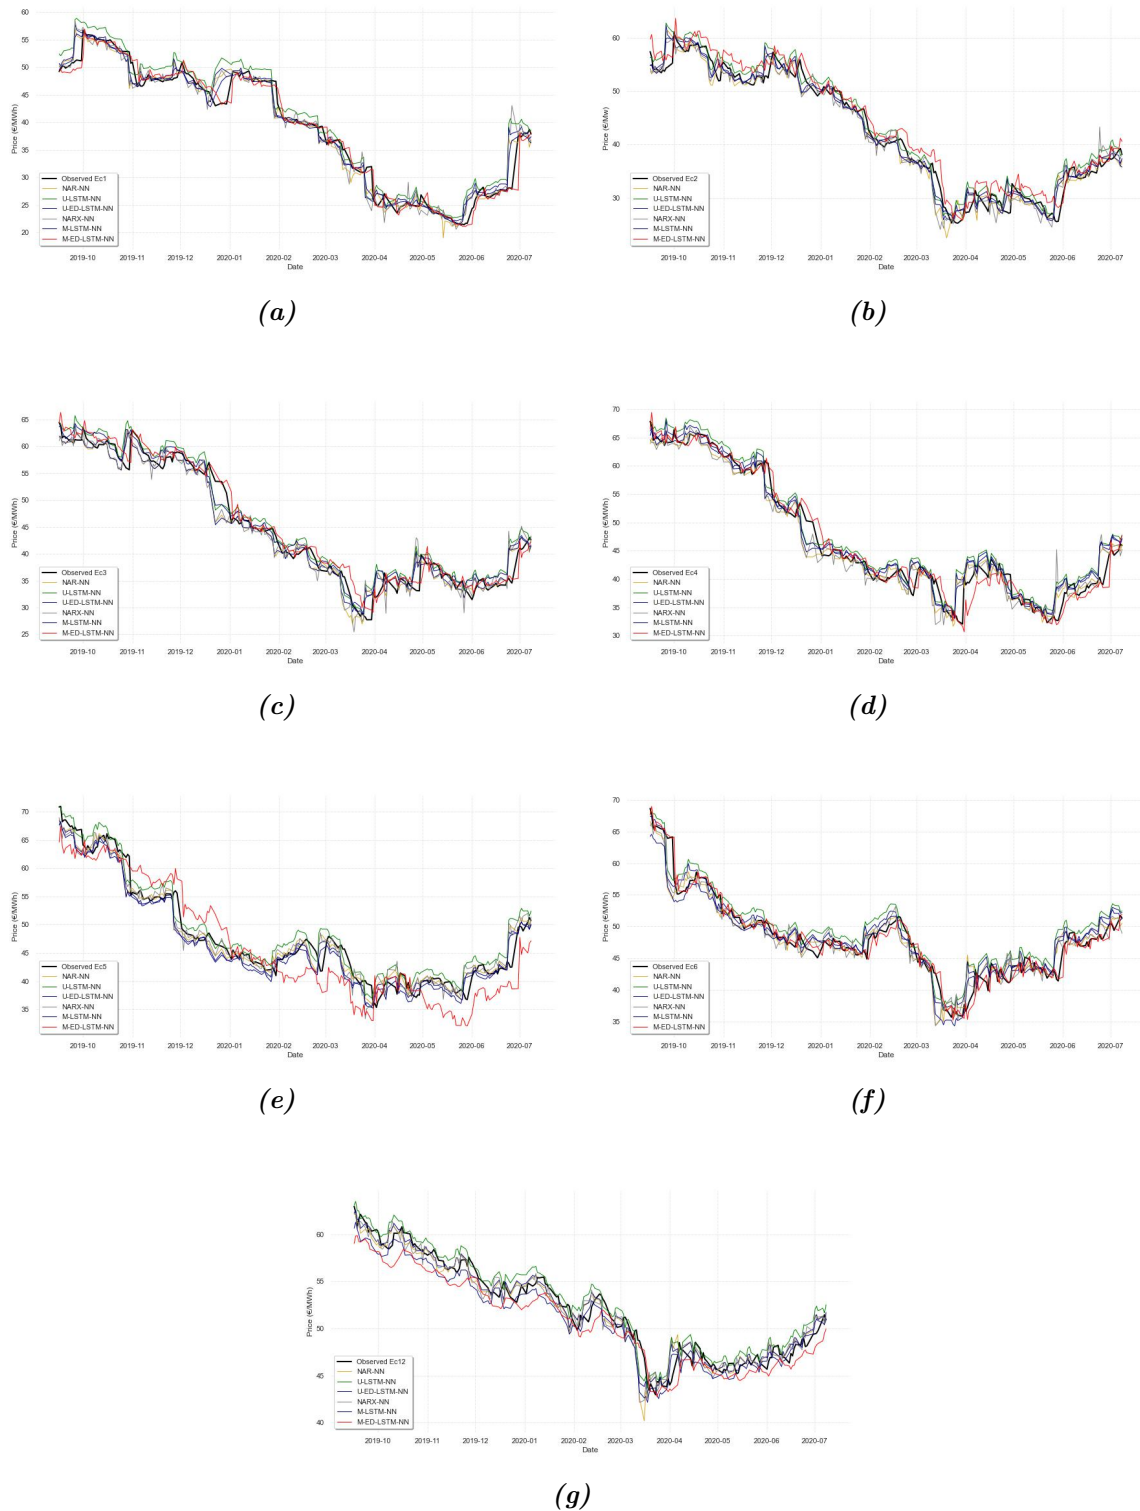 60
55
50
45
40
35
30
25
20
Price (€/MWh)
Observed Ec1
NAR-NN
U-LSTM-NN
U-ED-LSTM-NN
NARX-NN
M-LSTM-NN
M-ED-LSTM-NN
2019-10 2019-11 2019-12 2020-01 2020-02 2020-03 2020-04 2020-05 2020-06 2020-07
Date
(a)
60
50
40
30
Price (€/Mw)
Observed Ec2
NAR-NN
U-LSTM-NN
U-ED-LSTM-NN
NARX-NN
M-LSTM-NN
M-ED-LSTM-NN
2019-10 2019-11 2019-12 2020-01 2020-02 2020-03 2020-04 2020-05 2020-06 2020-07
Date
(b)
65
60
55
50
45
40
35
30
25
Price (€/MWh)
Observed Ec3
NAR-NN
U-LSTM-NN
U-ED-LSTM-NN
NARX-NN
M-LSTM-NN
M-ED-LSTM-NN
2019-10 2019-11 2019-12 2020-01 2020-02 2020-03 2020-04 2020-05 2020-06 2020-07
Date
(c)
70
65
60
55
50
45
40
35
30
Price (€/MWh)
Observed Ec4
NAR-NN
U-LSTM-NN
U-ED-LSTM-NN
NARX-NN
M-LSTM-NN
M-ED-LSTM-NN
2019-10 2019-11 2019-12 2020-01 2020-02 2020-03 2020-04 2020-05 2020-06 2020-07
Date
(d)
70
65
60
55
50
45
40
35
Price (€/MWh)
Observed Ec5
NAR-NN
U-LSTM-NN
U-ED-LSTM-NN
NARX-NN
M-LSTM-NN
M-ED-LSTM-NN
2019-10 2019-11 2019-12 2020-01 2020-02 2020-03 2020-04 2020-05 2020-06 2020-07
Date
(e)
70
65
60
55
50
45
40
35
Price (€/MWh)
Observed Ec6
NAR-NN
U-LSTM-NN
U-ED-LSTM-NN
NARX-NN
M-LSTM-NN
M-ED-LSTM-NN
2019-10 2019-11 2019-12 2020-01 2020-02 2020-03 2020-04 2020-05 2020-06 2020-07
Date
(f)
60
55
50
45
40
Price (€/MWh)
Observed Ec12
NAR-NN
U-LSTM-NN
U-ED-LSTM-NN
NARX-NN
M-LSTM-NN
M-ED-LSTM-NN
2019-10 2019-11 2019-12 2020-01 2020-02 2020-03 2020-04 2020-05 2020-06 2020-07
Date
(g)